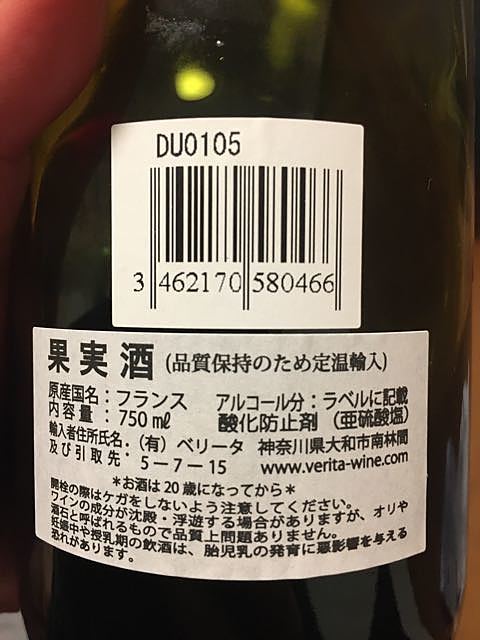 DU0105
3 462170 580466
果実酒 (品質保持のため定温輸入)
原産国名：フランス アルコール分：ラベルに記載
内容量：750㎖ 酸化防止剤（亜硫酸塩）
輸入者住所氏名：（有）ベリータ 神奈川県大和市南林間
及び引取先：5－7－15 www.verita-wine.com
＊お酒は20歳になってから＊
開栓の際はケガをしないよう注意してください。
ワインの成分が沈殿・浮遊する場合がありますが、オリや
酒石と呼ばれるもので品質上問題ありません。
妊娠中や授乳期の飲酒は、胎児乳の発育に悪影響を与える
恐れがあります。